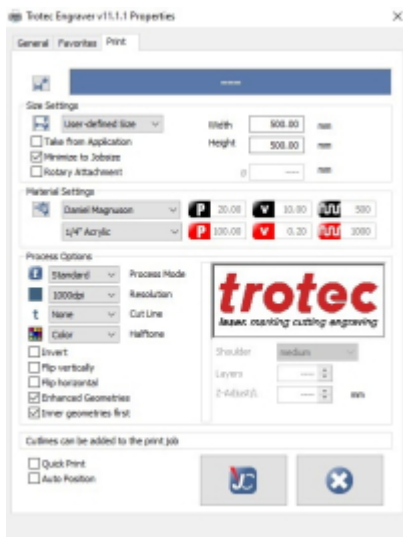 Trotec Engraver v11.1.1 Properties
General Favorites Print
----
Size Settings
User-defined Size Width 500.00 mm
Take from Application Height 500.00 mm
Minimize to Jobsize
Rotary Attachment ø ---- mm
Material Settings
Daniel Magnuson P 20.00 V 10.00 500
1/4" Acrylic P 100.00 V 0.20 1000
Process Options
Standard Process Mode
1000dpi Resolution
t None Cut Line
Color Halftone
trotec
laser. marking cutting engraving
Invert Shoulder medium
Flip vertically
Layers ----
Flip horizontal
Z-Adjustj. ---- mm
Enhanced Geometries
Inner geometries first
Cutlines can be added to the print job
Quick Print
Auto Position
JC